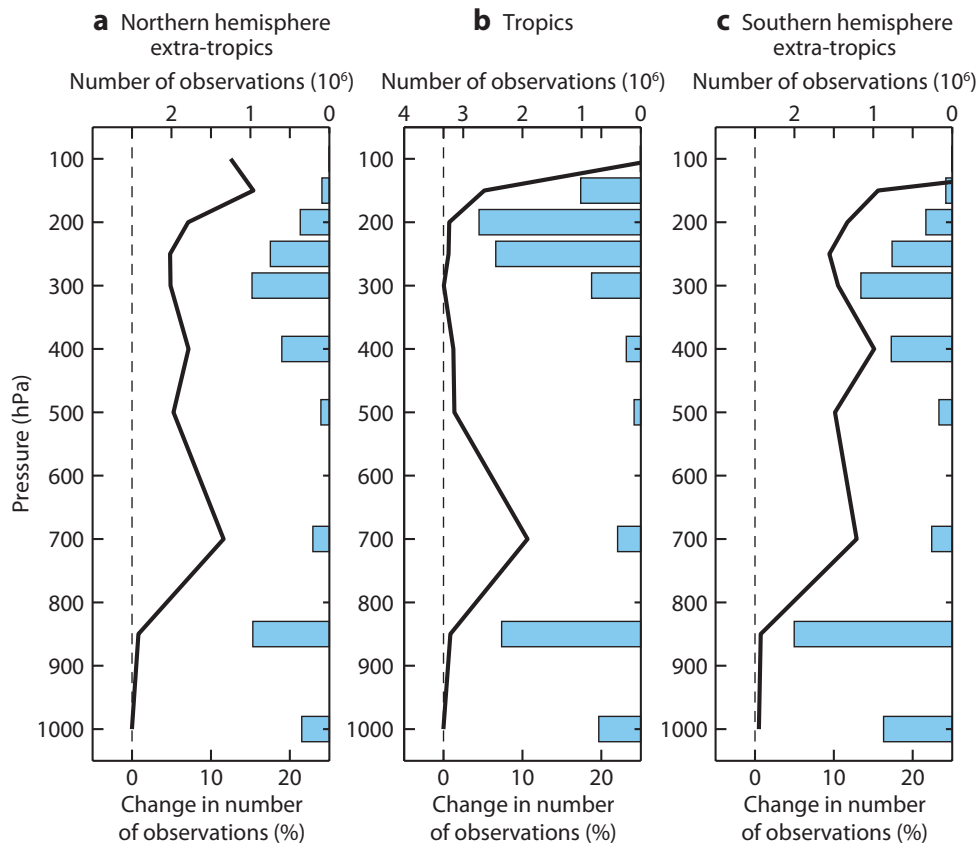 a Northern hemisphere
extra-tropics
Number of observations (10⁶)
2 1 0
b Tropics
Number of observations (10⁶)
4 3 2 1 0
c Southern hemisphere
extra-tropics
Number of observations (10⁶)
2 1 0
Pressure (hPa)
100
200
300
400
500
600
700
800
900
1000
0 10 20
Change in number
of observations (%)
100
200
300
400
500
600
700
800
900
1000
0 10 20
Change in number
of observations (%)
100
200
300
400
500
600
700
800
900
1000
0 10 20
Change in number
of observations (%)